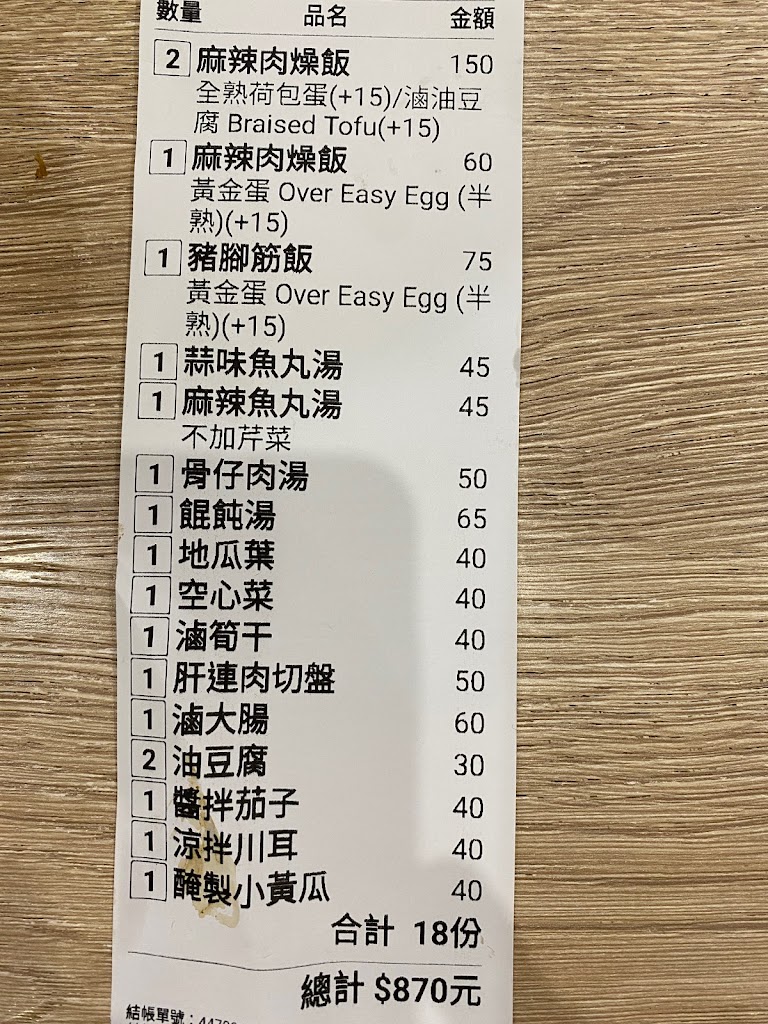 數量 品名 金額
2 麻辣肉燥飯 150
全熟荷包蛋(+15)/滷油豆
腐 Braised Tofu(+15)
1 麻辣肉燥飯 60
黃金蛋 Over Easy Egg (半
熟)(+15)
1 豬腳筋飯 75
黃金蛋 Over Easy Egg (半
熟)(+15)
1 蒜味魚丸湯 45
1 麻辣魚丸湯 45
不加芹菜
1 骨仔肉湯 50
1 餛飩湯 65
1 地瓜葉 40
1 空心菜 40
1 滷筍干 40
1 肝連肉切盤 50
1 滷大腸 60
2 油豆腐 30
1 醬拌茄子 40
1 涼拌川耳 40
1 醃製小黃瓜 40
合計 18份
總計 $870元
結帳單號: